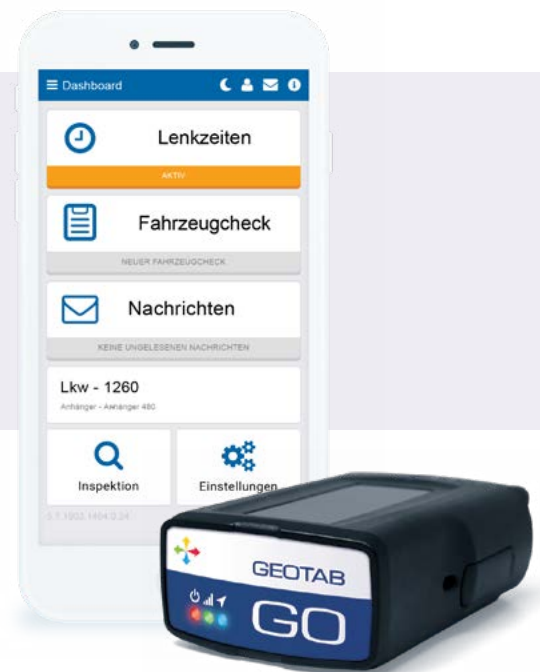 Dashboard
Lenkzeiten
AKTIV
Fahrzeugcheck
NEUER FAHRZEUGCHECK
Nachrichten
KEINE UNGELESENEN NACHRICHTEN
Lkw - 1260
Anhänger - Anhänger 480
Inspektion
Einstellungen
GEOTAB
GO